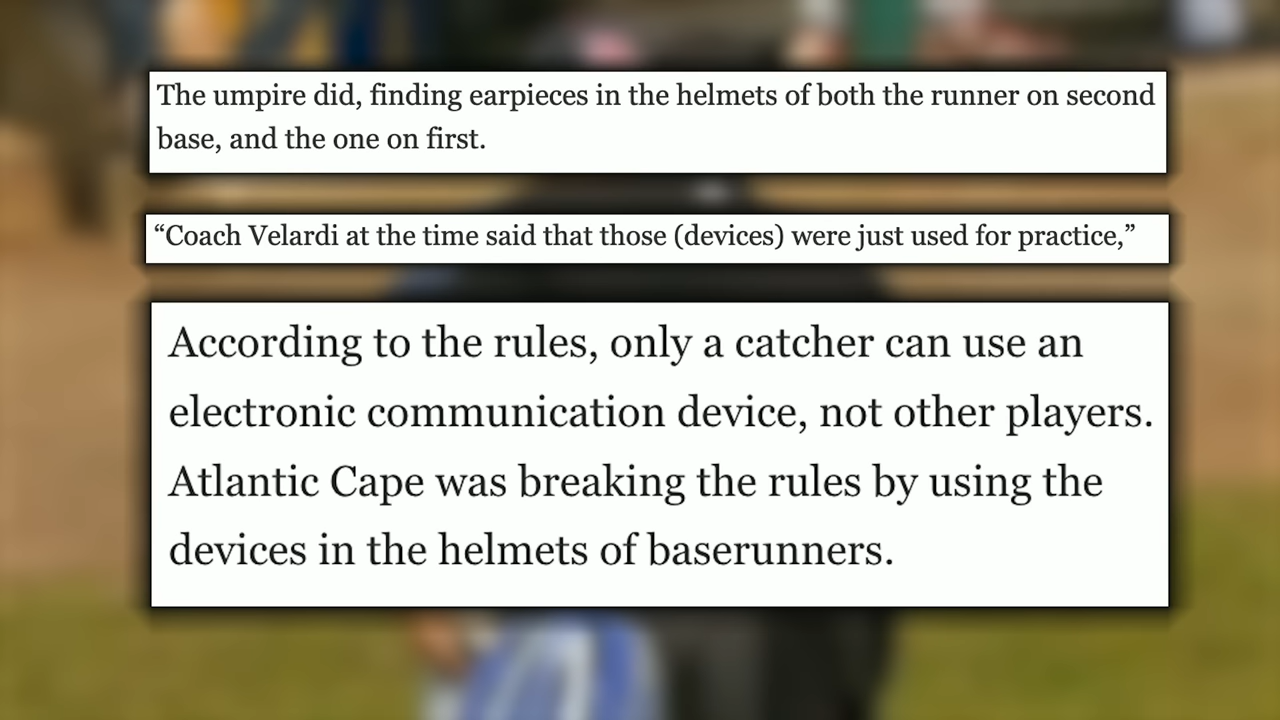 The umpire did, finding earpieces in the helmets of both the runner on second
base, and the one on first.
“Coach Velardi at the time said that those (devices) were just used for practice,”
According to the rules, only a catcher can use an
electronic communication device, not other players.
Atlantic Cape was breaking the rules by using the
devices in the helmets of baserunners.